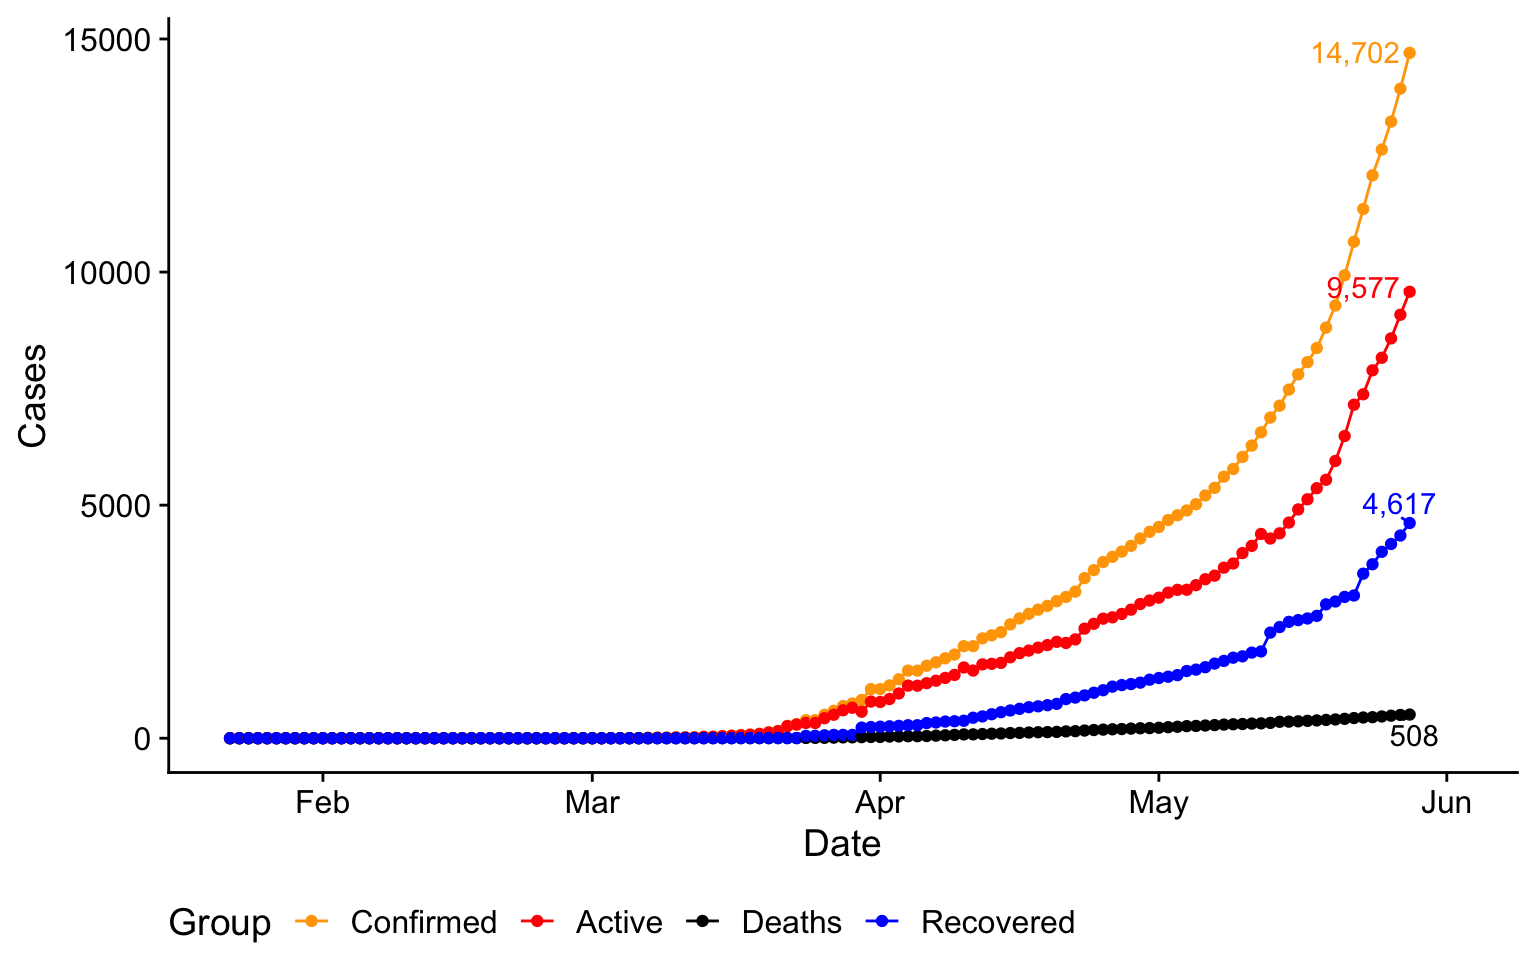 15000
14,702
10000
9,577
Cases
5000
4,617
0
508
Feb Mar Apr May Jun
Date
Group Confirmed Active Deaths Recovered